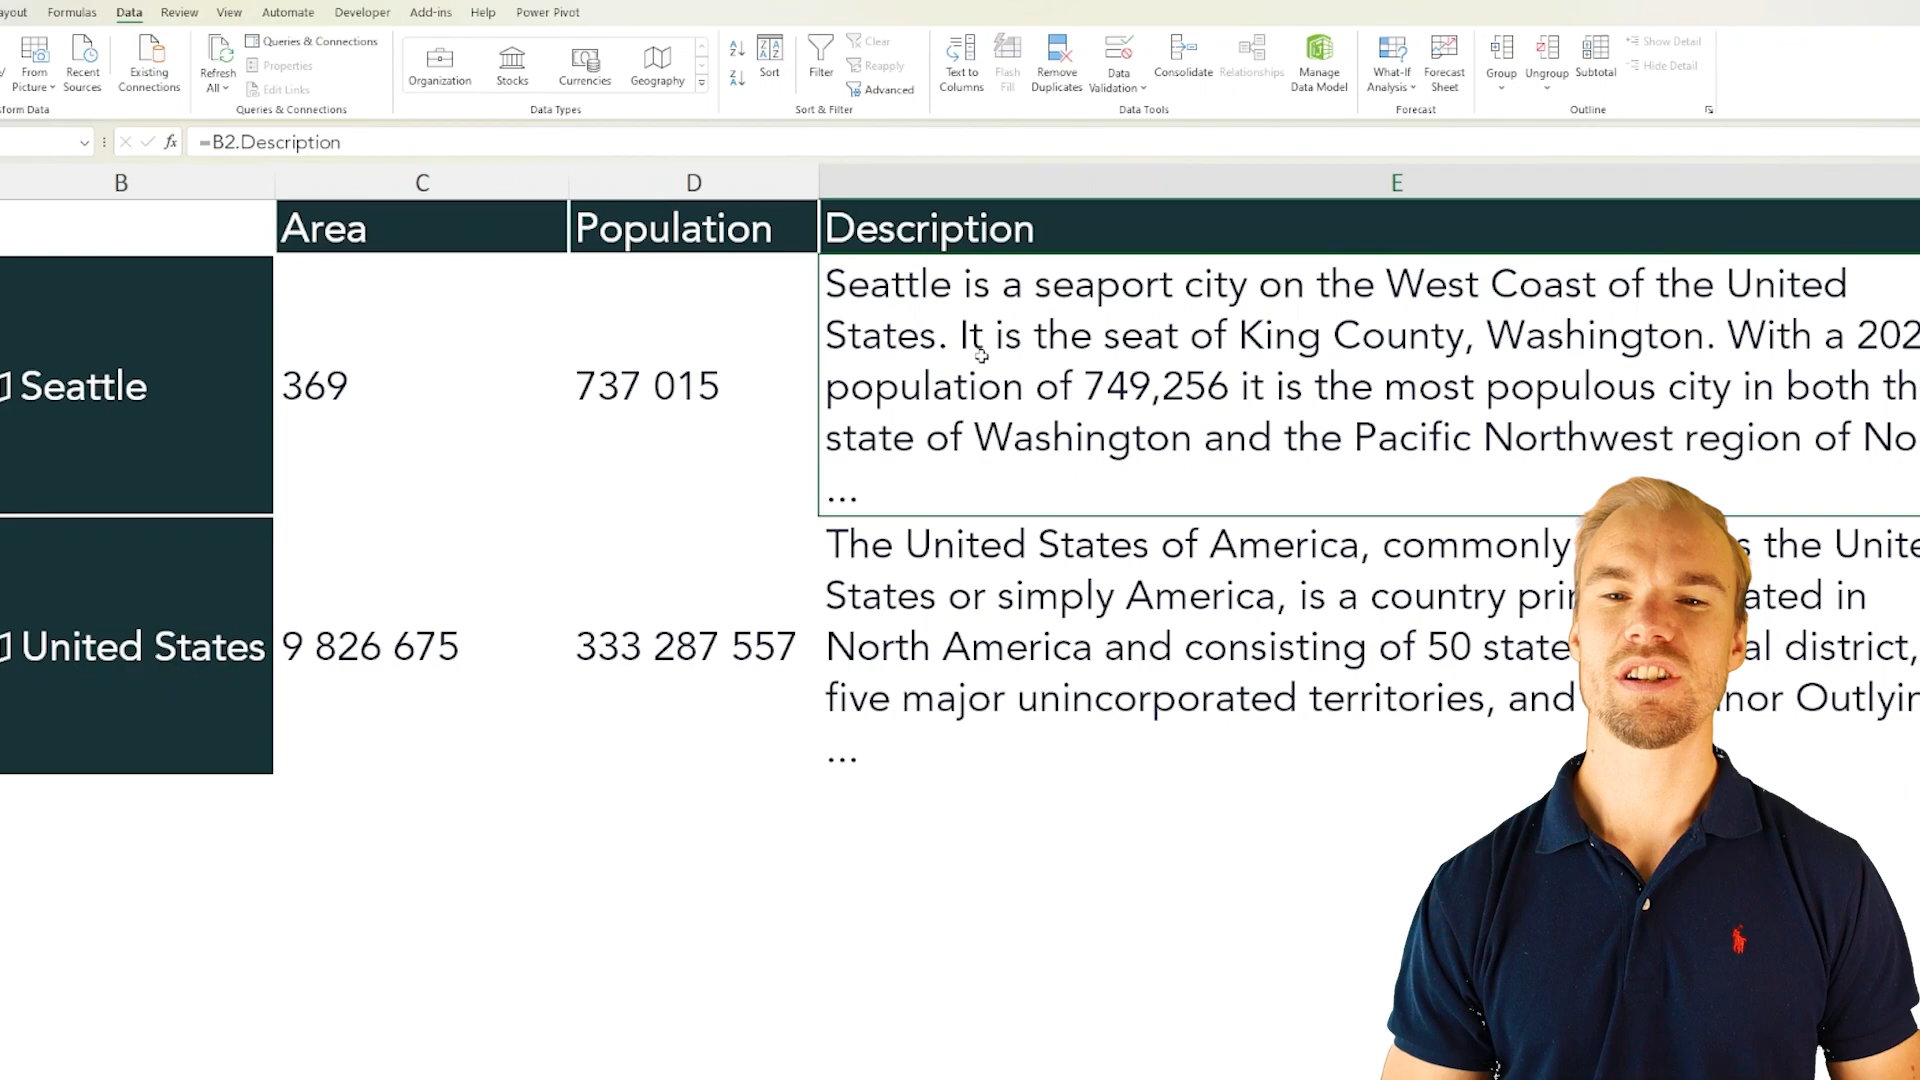 Formulas Data Review View Automate Developer Add-ins Help Power Pivot
From Picture
Recent Sources
Existing Connections
Refresh All
Queries & Connections
Properties
Edit Links
Queries & Connections
Organization
Stocks
Currencies
Geography
Data Types
Sort
Filter
Clear
Reapply
Advanced
Sort & Filter
Text to Columns
Flash Fill
Remove Duplicates
Data Validation
Consolidate
Relationships
Manage Data Model
Data Tools
What-If Analysis
Forecast Sheet
Forecast
Group
Ungroup
Subtotal
Show Detail
Hide Detail
Outline
fx =B2.Description
B C D E
Area Population Description
Seattle 369 737 015
Seattle is a seaport city on the West Coast of the United
States. It is the seat of King County, Washington. With a 202
population of 749,256 it is the most populous city in both th
state of Washington and the Pacific Northwest region of No
...
United States 9 826 675 333 287 557
The United States of America, commonly s the Unite
States or simply America, is a country pri ated in
North America and consisting of 50 state al district,
five major unincorporated territories, and nor Outlyin
...